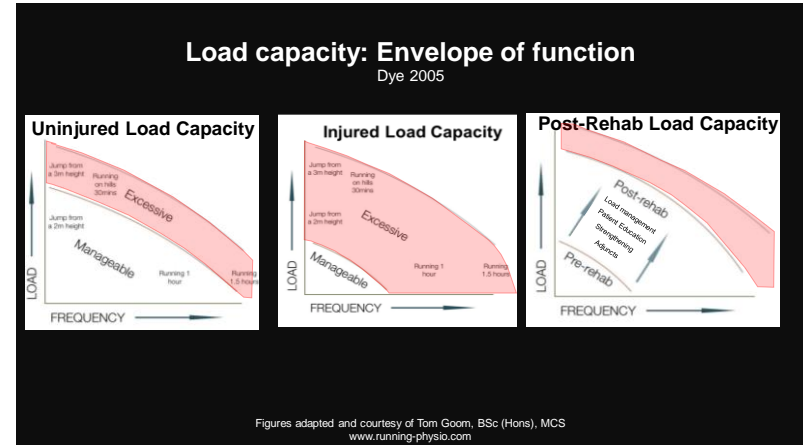 Load capacity: Envelope of function
Dye 2005
Uninjured Load Capacity
Jump from
a 3m height
Running
on hills
30mins
Excessive
Jump from
a 2m height
Manageable
Running 1
hour
Running
1.5 hours
LOAD
FREQUENCY
Injured Load Capacity
Jump from
a 3m height
Running
on hills
30mins
Excessive
Jump from
a 2m height
Manageable
Running 1
hour
Running
1.5 hours
LOAD
FREQUENCY
Post-Rehab Load Capacity
Post-rehab
Load management
Patient Education
Strengthening
Adjuncts
Pre-rehab
LOAD
FREQUENCY
Figures adapted and courtesy of Tom Goom, BSc (Hons), MCS
www.running-physio.com